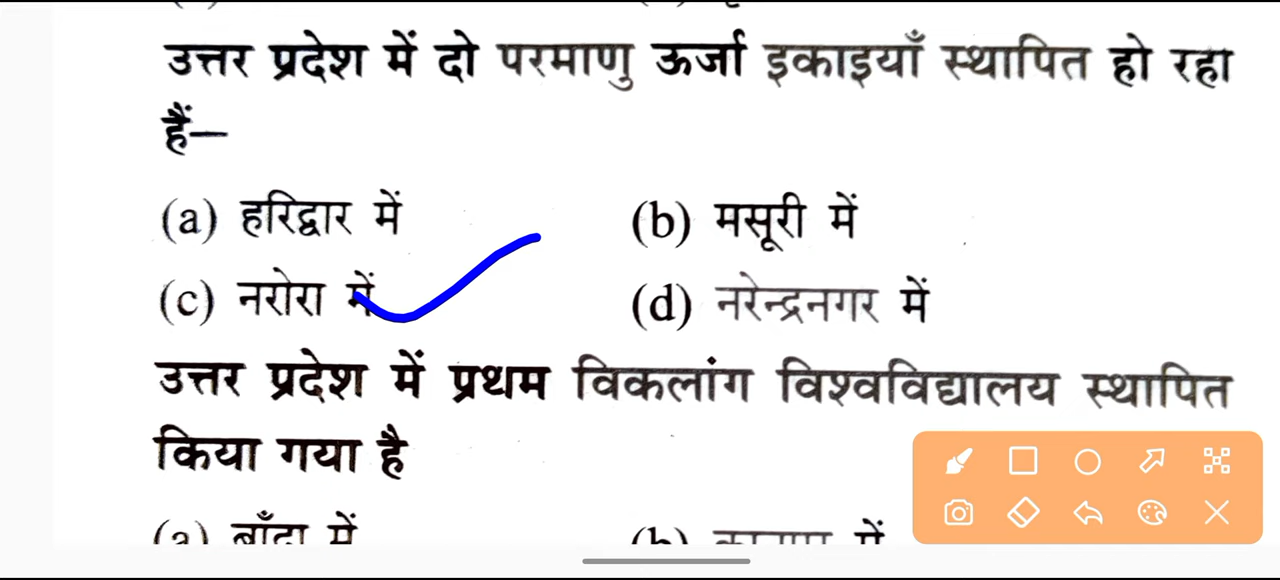 उत्तर प्रदेश में दो परमाणु ऊर्जा इकाइयाँ स्थापित हो रहा
हैं—
(a) हरिद्वार में (b) मसूरी में
(c) नरोरा में (d) नरेन्द्रनगर में
उत्तर प्रदेश में प्रथम विकलांग विश्वविद्यालय स्थापित
किया गया है
(a) बाँदा में (b) में